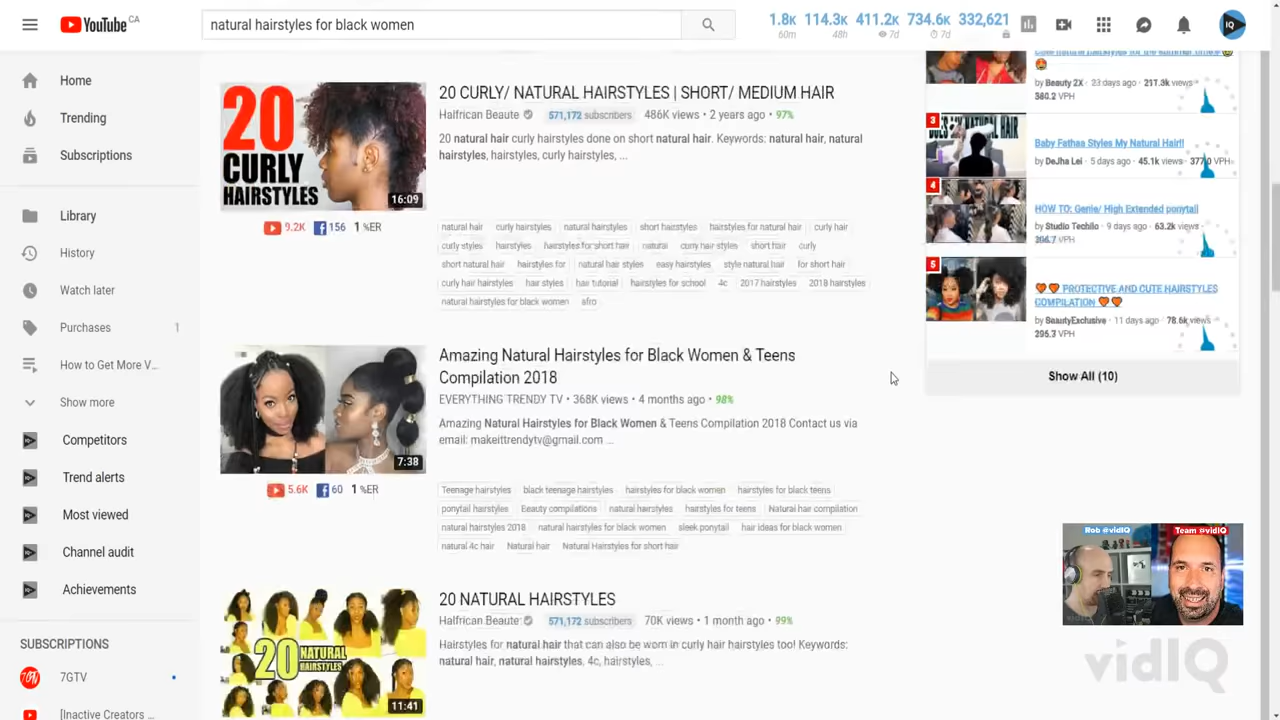 YouTube CA
natural hairstyles for black women
1.8K 114.3K 411.2K 734.6K 332,621
60m 48h 7d 7d
IQ
Home
Trending
Subscriptions
Library
History
Watch later
Purchases 1
How to Get More V...
Show more
Competitors
Trend alerts
Most viewed
Channel audit
Achievements
SUBSCRIPTIONS
7GTV
[Inactive Creators ...
20
CURLY
HAIRSTYLES
16:09
9.2K 156 1 %ER
20 CURLY/ NATURAL HAIRSTYLES | SHORT/ MEDIUM HAIR
Halfrican Beaute 571,172 subscribers 486K views • 2 years ago • 97%
20 natural hair curly hairstyles done on short natural hair. Keywords: natural hair, natural
hairstyles, hairstyles, curly hairstyles, ...
natural hair curly hairstyles natural hairstyles short hairstyles hairstyles for natural hair curly hair
curly styles hairstyles hairstyles for short hair natural curly hair styles short hair curly
short natural hair hairstyles for natural hair styles easy hairstyles style natural hair for short hair
curly hair hairstyles hair styles hair tutorial hairstyles for school 4c 2017 hairstyles 2018 hairstyles
natural hairstyles for black women afro
7:38
5.6K 60 1 %ER
Amazing Natural Hairstyles for Black Women & Teens
Compilation 2018
EVERYTHING TRENDY TV • 368K views • 4 months ago • 98%
Amazing Natural Hairstyles for Black Women & Teens Compilation 2018 Contact us via
email: makeittrendytv@gmail.com ...
Teenage hairstyles black teenage hairstyles hairstyles for black women hairstyles for black teens
ponytail hairstyles Beauty compilations natural hairstyles hairstyles for teens Natural hair compilation
natural hairstyles 2018 natural hairstyles for black women sleek ponytail hair ideas for black women
natural 4c hair Natural hair Natural Hairstyles for short hair
20 NATURAL
HAIRSTYLES
11:41
20 NATURAL HAIRSTYLES
Halfrican Beaute 571,172 subscribers 70K views • 1 month ago • 99%
Hairstyles for natural hair that can also be worn in curly hair hairstyles too! Keywords:
natural hair, natural hairstyles, 4c, hairstyles, ...
Cute natural hairstyles for the summer times
by Beauty 2X • 23 days ago • 211.3k views •
380.2 VPH
3
NATURAL HAIR
Baby Fathaa Styles My Natural Hair!!
by DeJha Lei • 5 days ago • 45.1k views • 377.0 VPH
4
HOW TO: Genie/ High Extended ponytail
by Studio Techilo • 9 days ago • 63.2k views •
VPH
5
PROTECTIVE AND CUTE HAIRSTYLES
COMPILATION
by BeautyExclusive • 11 days ago • 78.6k views •
VPH
Show All (10)
Rob @vidIQ Team @vidIQ
vidIQ